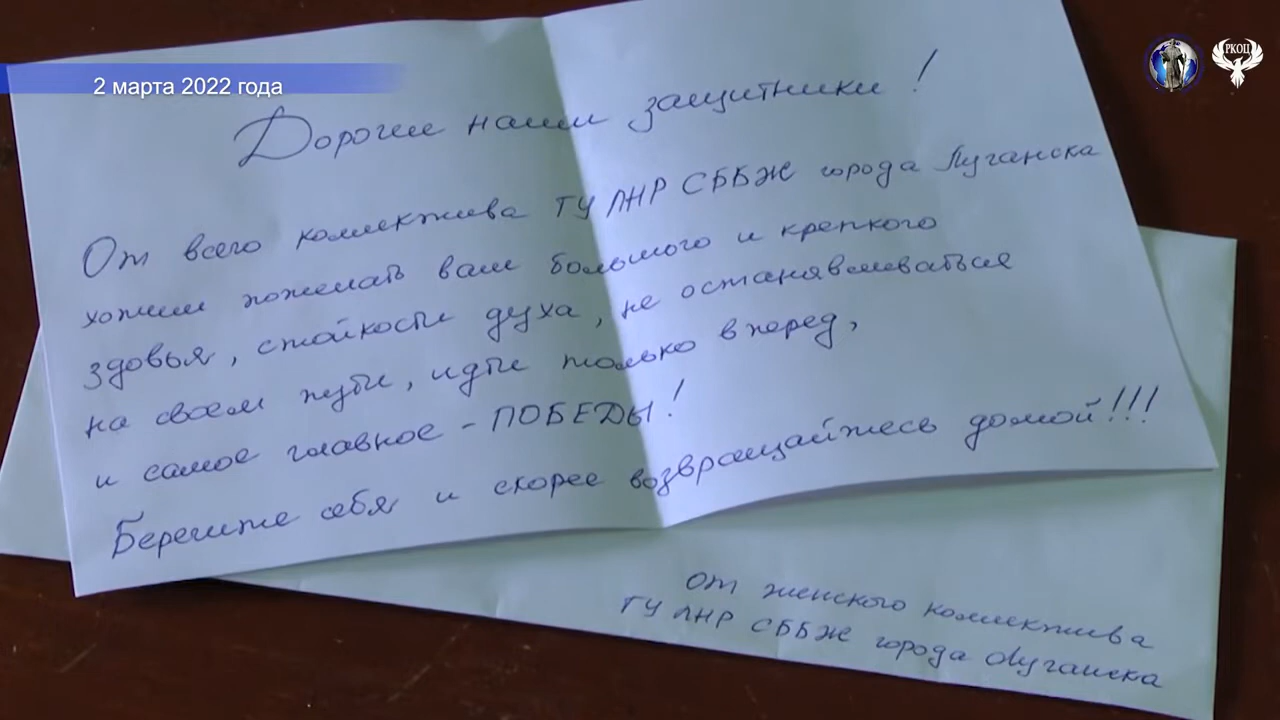 2 марта 2022 года
РКОЦ
Дорогие наши защитники!
От всего коллектива ГУ ЛНР СББЖ города Луганска
хотим пожелать вам большого и крепкого
здовья, стойкости духа, не останавливаться
на своем пути, идти только вперед,
и самое главное - ПОБЕДЫ!
Берегите себя и скорее возвращайтесь домой!!!
от женского коллектива
ГУ ЛНР СББЖ города Луганска